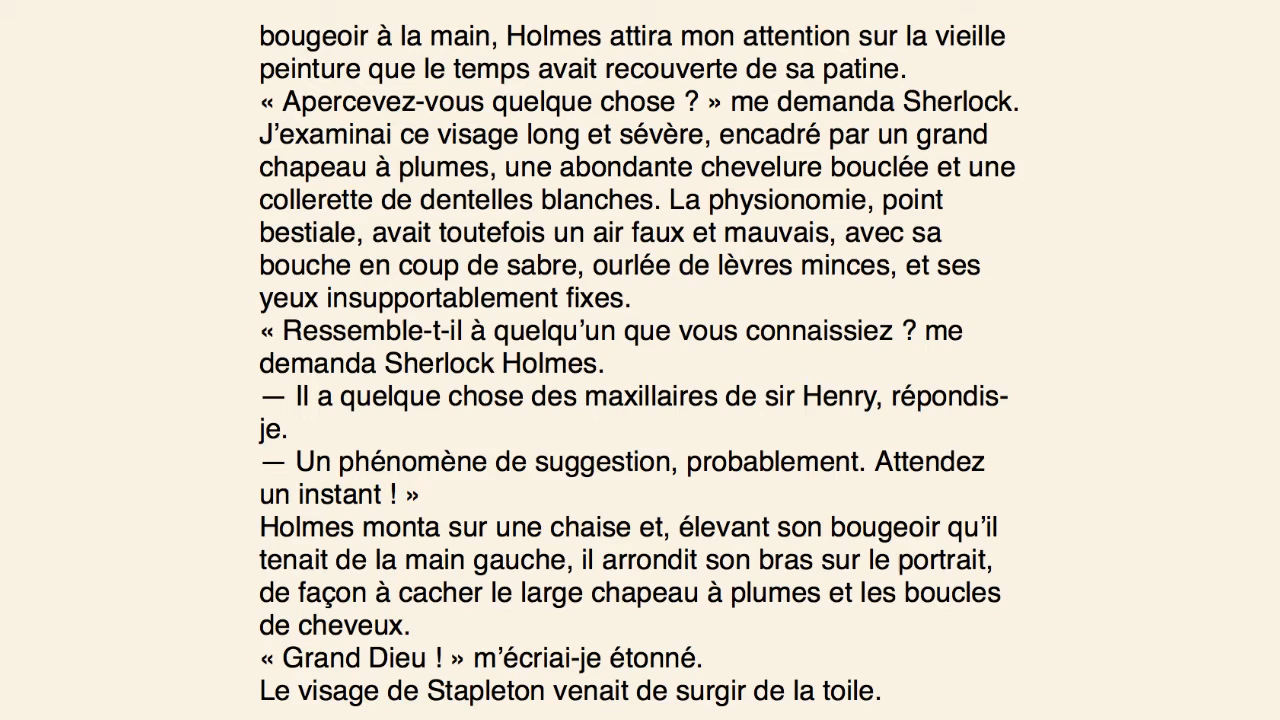 bougeoir à la main, Holmes attira mon attention sur la vieille
peinture que le temps avait recouverte de sa patine.
« Apercevez-vous quelque chose ? » me demanda Sherlock.
J’examinai ce visage long et sévère, encadré par un grand
chapeau à plumes, une abondante chevelure bouclée et une
collerette de dentelles blanches. La physionomie, point
bestiale, avait toutefois un air faux et mauvais, avec sa
bouche en coup de sabre, ourlée de lèvres minces, et ses
yeux insupportablement fixes.
« Ressemble-t-il à quelqu’un que vous connaissiez ? me
demanda Sherlock Holmes.
— Il a quelque chose des maxillaires de sir Henry, répondis-
je.
— Un phénomène de suggestion, probablement. Attendez
un instant ! »
Holmes monta sur une chaise et, élevant son bougeoir qu’il
tenait de la main gauche, il arrondit son bras sur le portrait,
de façon à cacher le large chapeau à plumes et les boucles
de cheveux.
« Grand Dieu ! » m’écriai-je étonné.
Le visage de Stapleton venait de surgir de la toile.